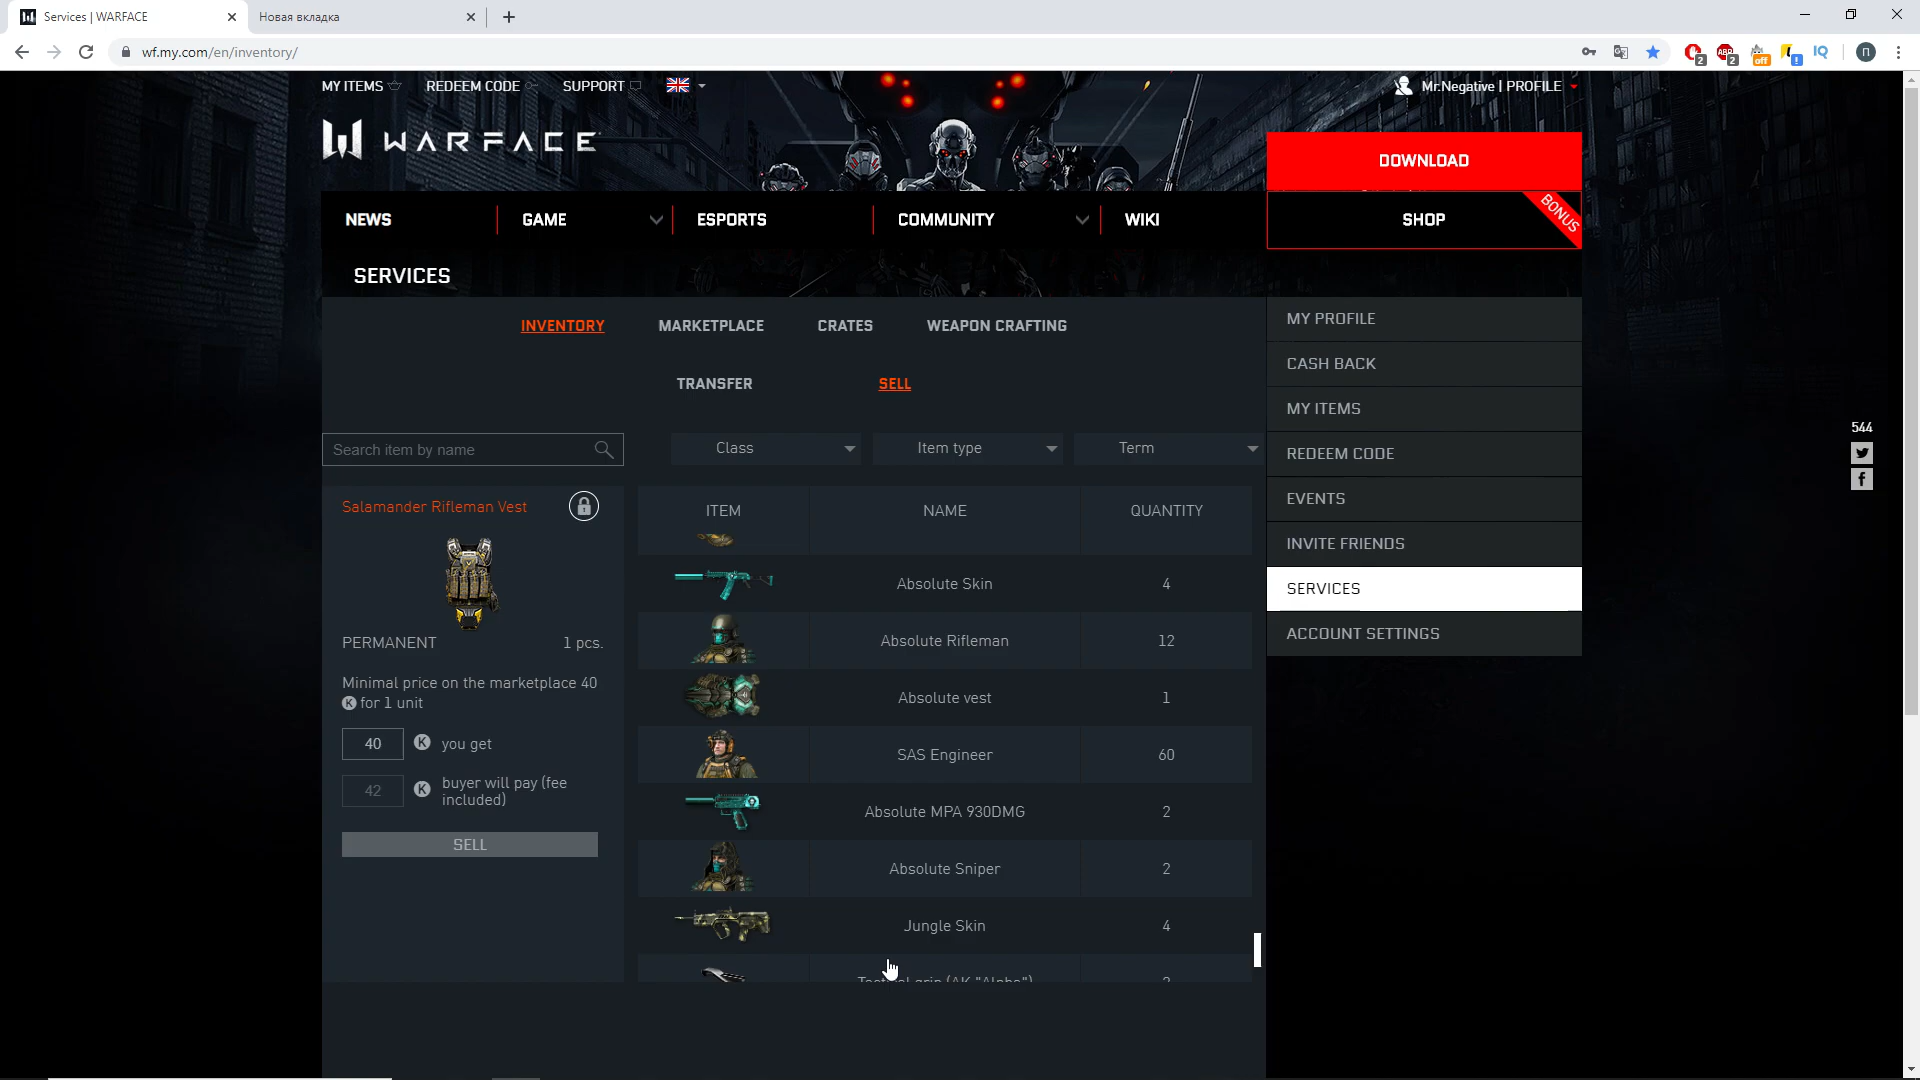 Services | WARFACE
Новая вкладка
wf.my.com/en/inventory/
2
2
off
IQ
П
MY ITEMS
REDEEM CODE
SUPPORT
Mr.Negative | PROFILE
WARFACE
DOWNLOAD
NEWS
GAME
ESPORTS
COMMUNITY
WIKI
SHOP
BONUS
SERVICES
INVENTORY
MARKETPLACE
CRATES
WEAPON CRAFTING
TRANSFER
SELL
Search item by name
Class
Item type
Term
Salamander Rifleman Vest
PERMANENT
1 pcs.
Minimal price on the marketplace 40
K for 1 unit
40 K you get
42 K buyer will pay (fee
included)
SELL
ITEM
NAME
QUANTITY
Absolute Skin
4
Absolute Rifleman
12
Absolute vest
1
SAS Engineer
60
Absolute MPA 930DMG
2
Absolute Sniper
2
Jungle Skin
4
MY PROFILE
CASH BACK
MY ITEMS
REDEEM CODE
EVENTS
INVITE FRIENDS
SERVICES
ACCOUNT SETTINGS
544